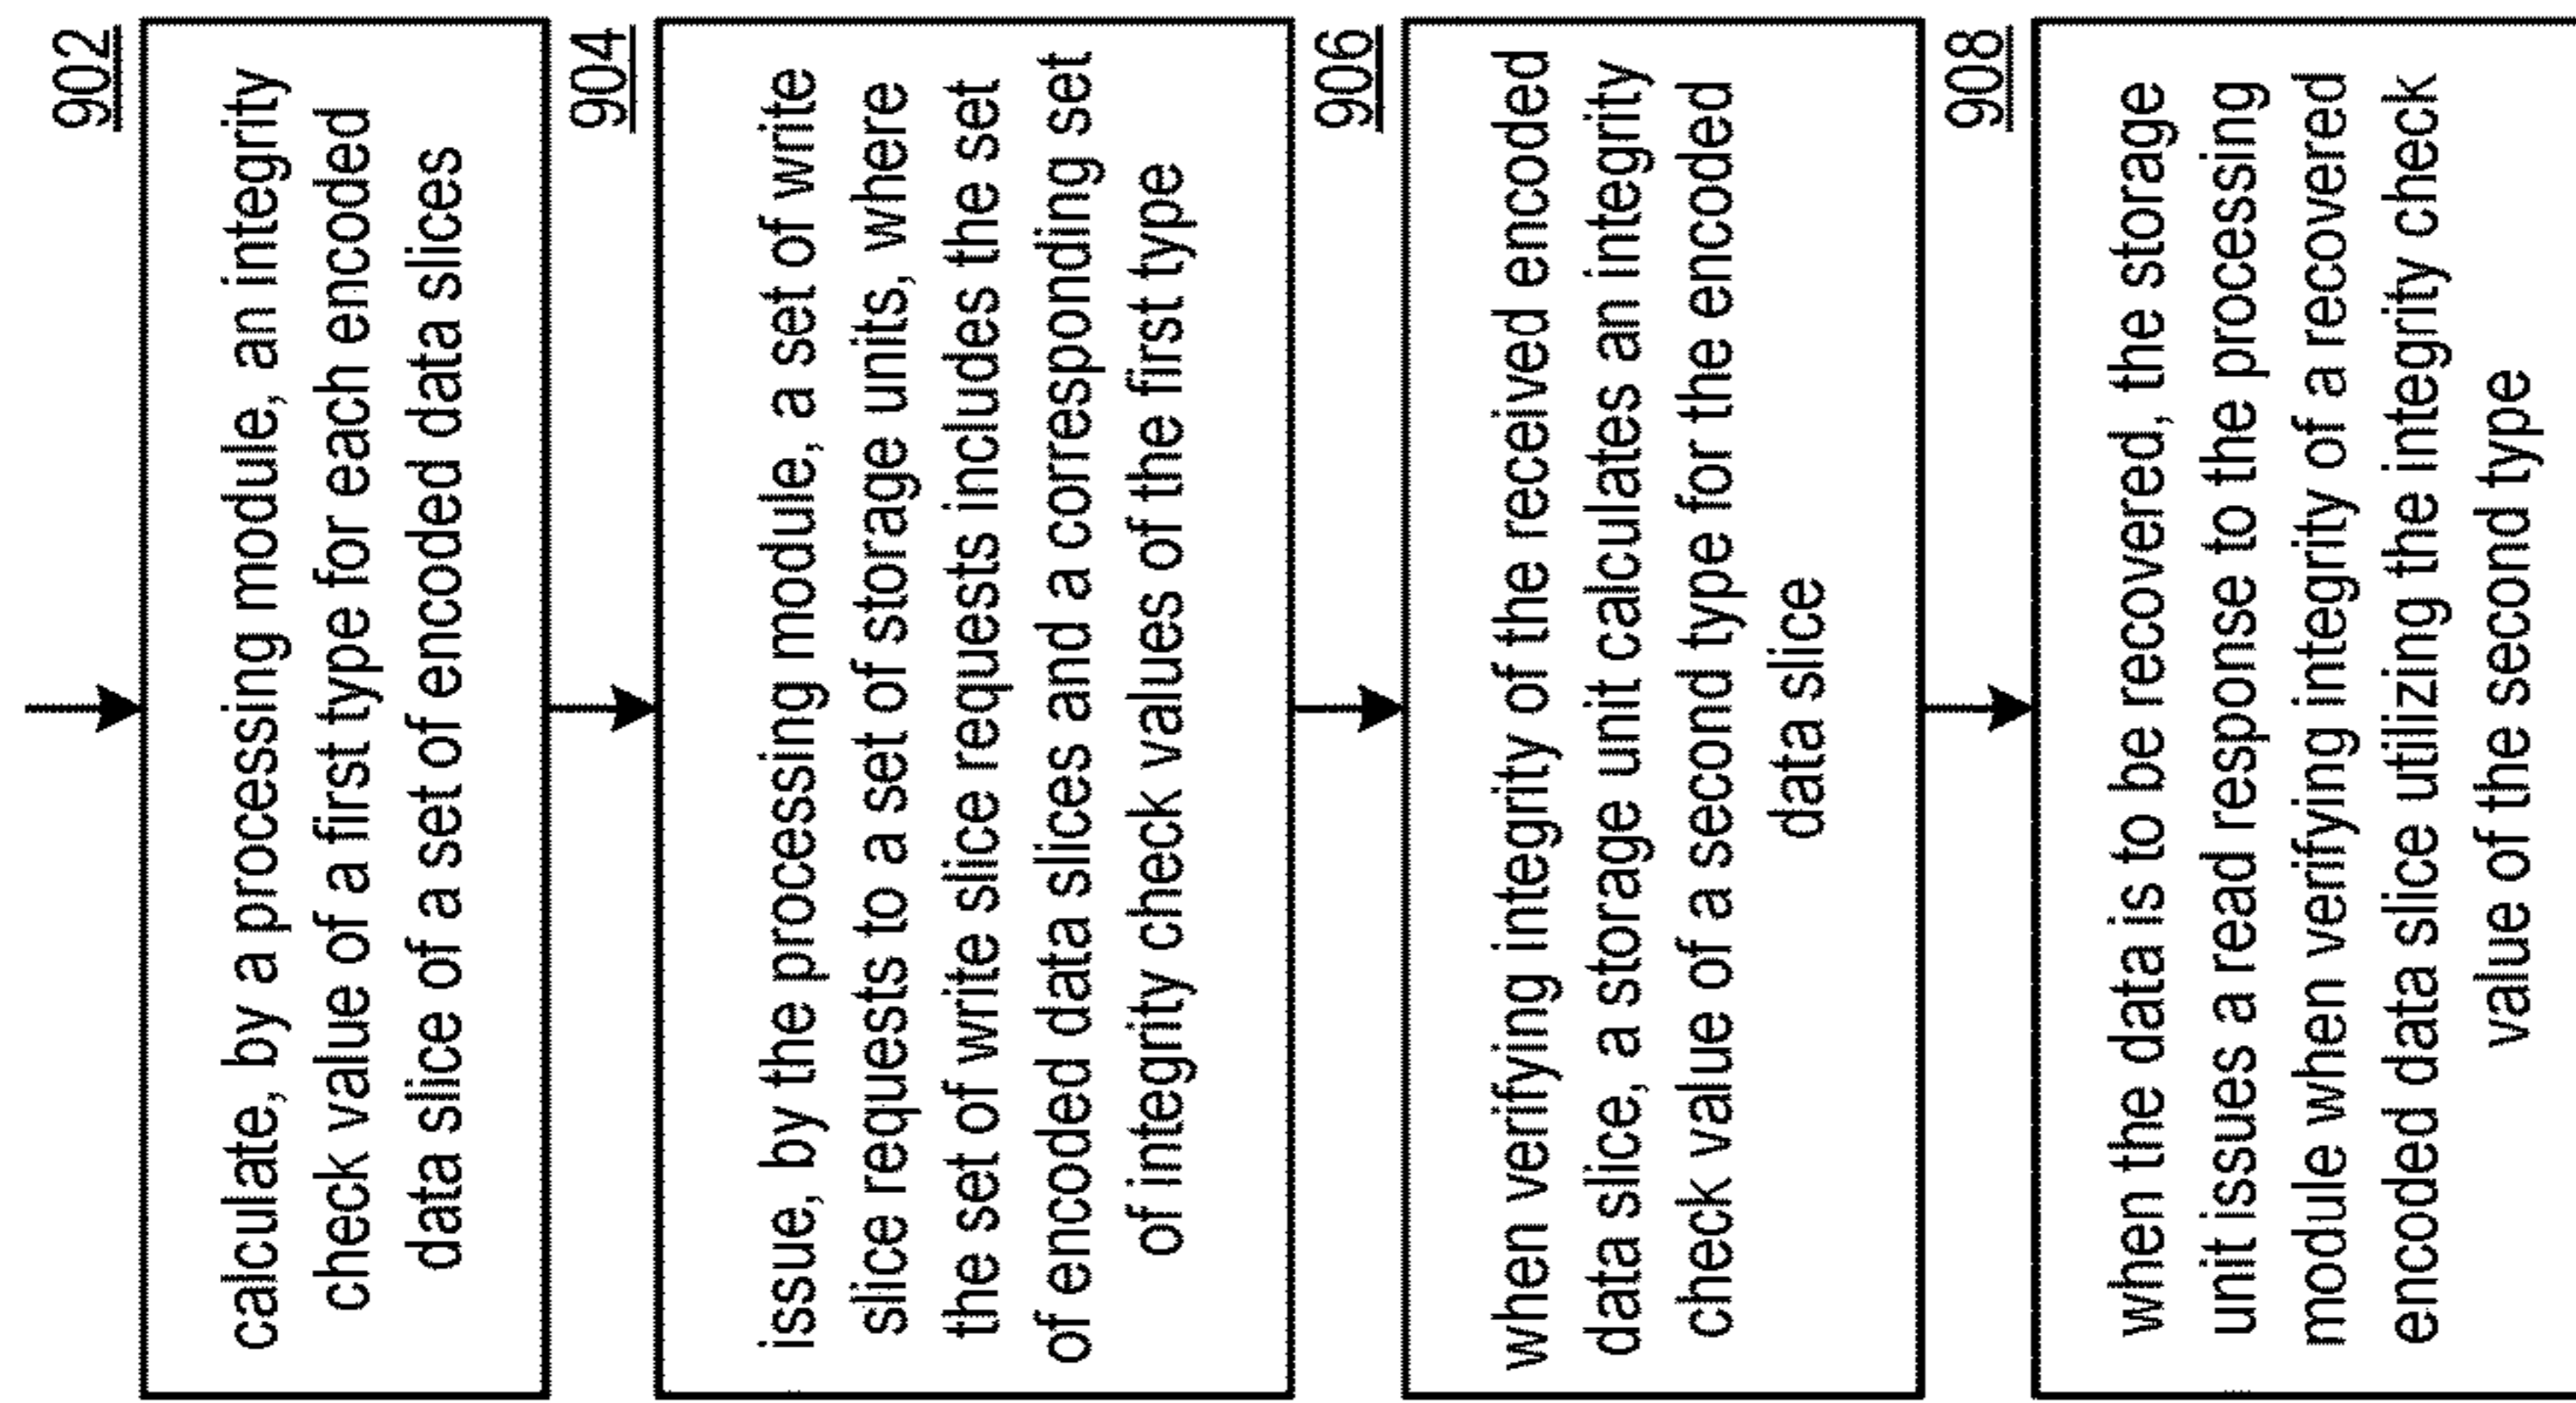 902
calculate, by a processing module, an integrity
check value of a first type for each encoded
data slice of a set of encoded data slices
904
issue, by the processing module, a set of write
slice requests to a set of storage units, where
the set of write slice requests includes the set
of encoded data slices and a corresponding set
of integrity check values of the first type
906
when verifying integrity of the received encoded
data slice, a storage unit calculates an integrity
check value of a second type for the encoded
data slice
908
when the data is to be recovered, the storage
unit issues a read response to the processing
module when verifying integrity of a recovered
encoded data slice utilizing the integrity check
value of the second type